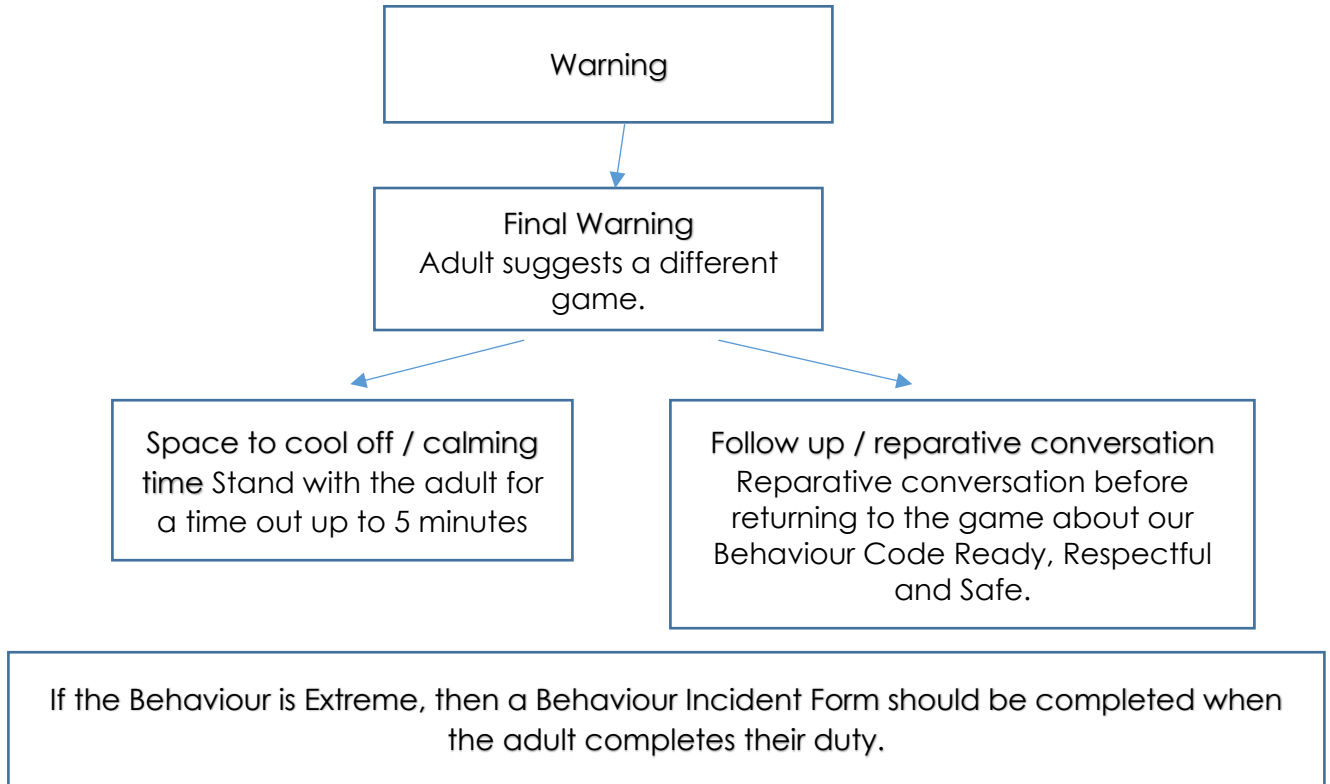 Warning
Final Warning
Adult suggests a different
game.
Space to cool off / calming
time Stand with the adult for
a time out up to 5 minutes
Follow up / reparative conversation
Reparative conversation before
returning to the game about our
Behaviour Code Ready, Respectful
and Safe.
If the Behaviour is Extreme, then a Behaviour Incident Form should be completed when
the adult completes their duty.